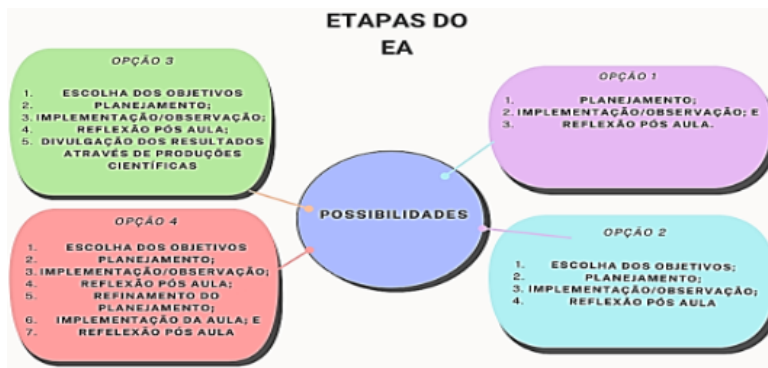 ETAPAS DO
EA
OPÇÃO 3
1. ESCOLHA DOS OBJETIVOS
2. PLANEJAMENTO;
3. IMPLEMENTAÇÃO/OBSERVAÇÃO;
4. REFLEXÃO PÓS AULA;
5. DIVULGAÇÃO DOS RESULTADOS
ATRAVÉS DE PRODUÇÕES
CIENTÍFICAS
OPÇÃO 1
1. PLANEJAMENTO;
2. IMPLEMENTAÇÃO/OBSERVAÇÃO; E
3. REFLEXÃO PÓS AULA.
POSSIBILIDADES
OPÇÃO 4
1. ESCOLHA DOS OBJETIVOS
2. PLANEJAMENTO;
3. IMPLEMENTAÇÃO/OBSERVAÇÃO;
4. REFLEXÃO PÓS AULA;
5. REFINAMENTO DO
PLANEJAMENTO;
6. IMPLEMENTAÇÃO DA AULA; E
7. REFELEXÃO PÓS AULA
OPÇÃO 2
1. ESCOLHA DOS OBJETIVOS;
2. PLANEJAMENTO;
3. IMPLEMENTAÇÃO/OBSERVAÇÃO;
4. REFLEXÃO PÓS AULA